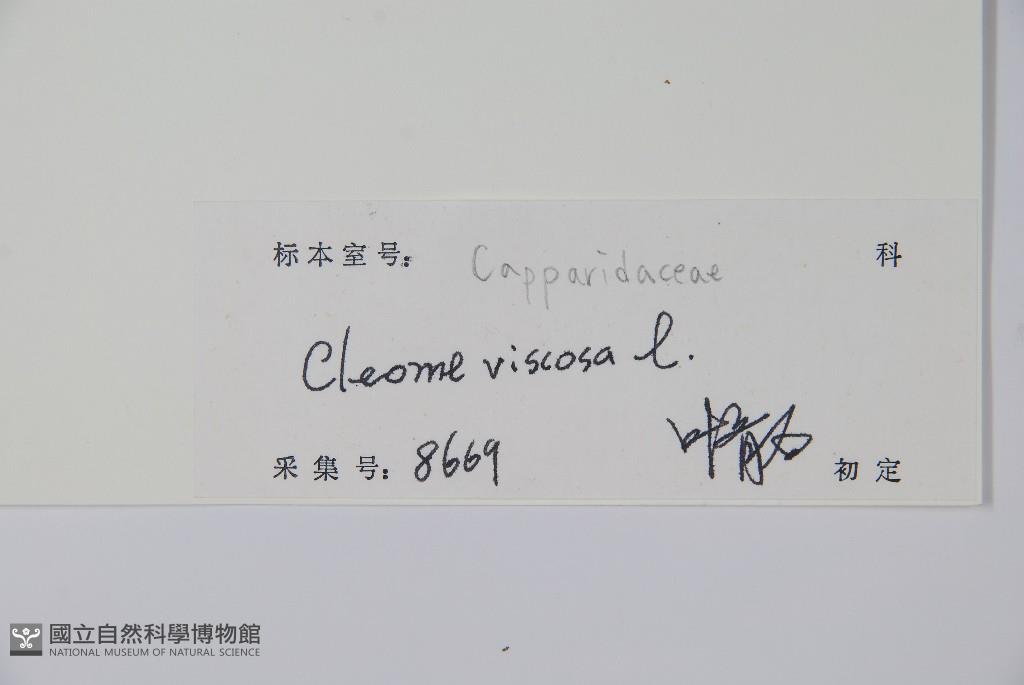 标本室号: Capparidaceae 科
Cleome viscosa L.
采集号: 8669 叶 初定
國立自然科學博物館
NATIONAL MUSEUM OF NATURAL SCIENCE